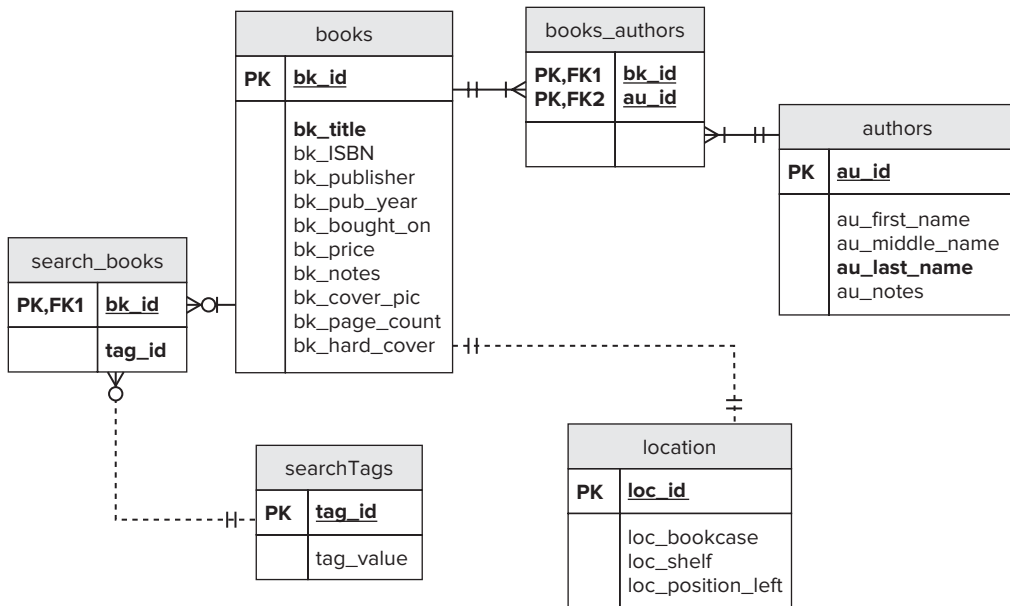 books
PK bk_id
bk_title
bk_ISBN
bk_publisher
bk_pub_year
bk_bought_on
bk_price
bk_notes
bk_cover_pic
bk_page_count
bk_hard_cover
books_authors
PK,FK1 bk_id
PK,FK2 au_id
authors
PK au_id
au_first_name
au_middle_name
au_last_name
au_notes
search_books
PK,FK1 bk_id
tag_id
searchTags
PK tag_id
tag_value
location
PK loc_id
loc_bookcase
loc_shelf
loc_position_left